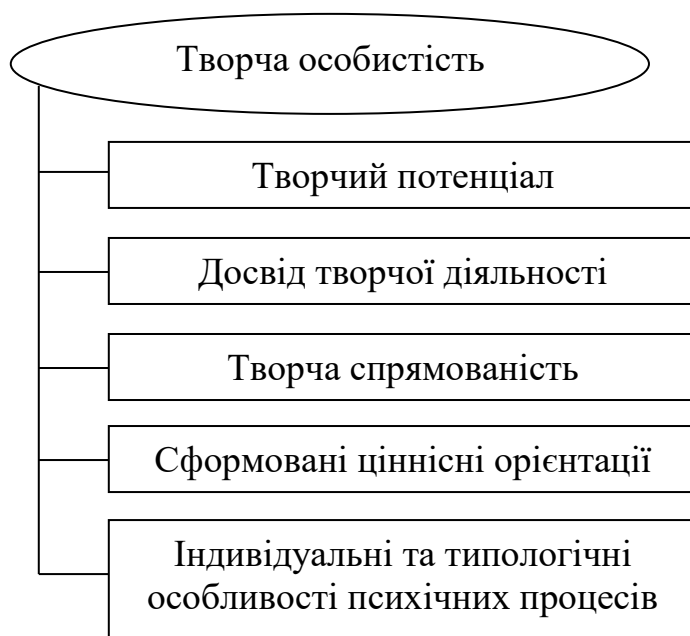 Творча особистість
Творчий потенціал
Досвід творчої діяльності
Творча спрямованість
Сформовані ціннісні орієнтації
Індивідуальні та типологічні
особливості психічних процесів